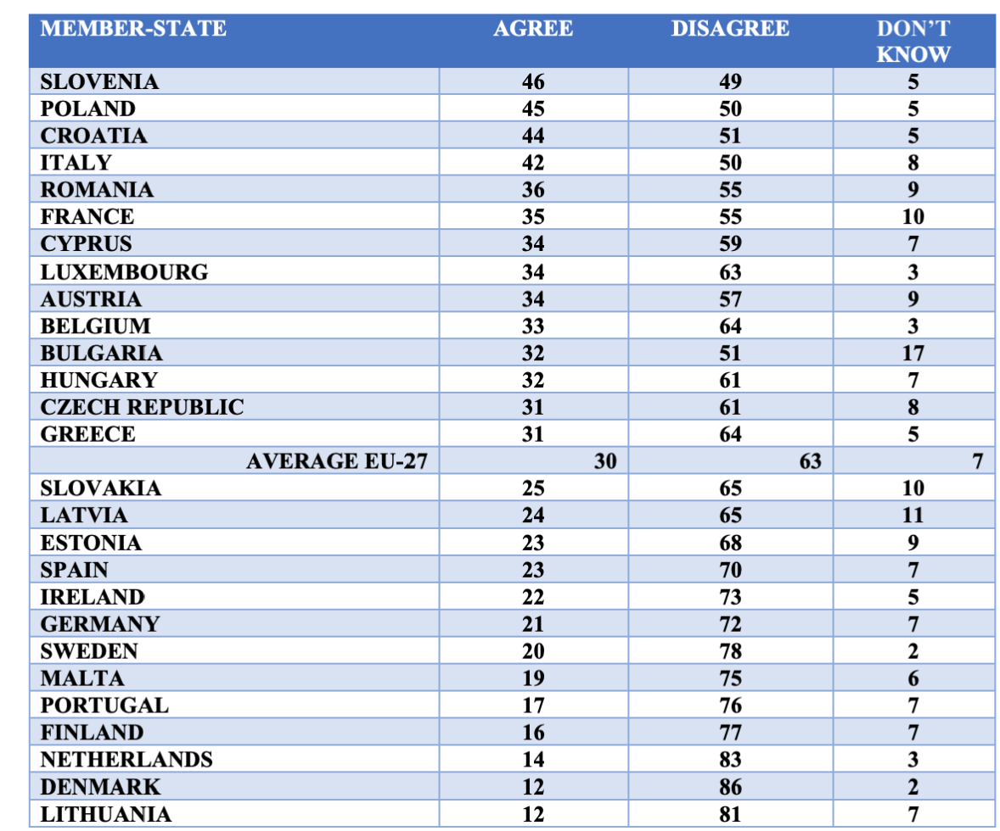 MEMBER-STATE AGREE DISAGREE DON’T
KNOW
SLOVENIA 46 49 5
POLAND 45 50 5
CROATIA 44 51 5
ITALY 42 50 8
ROMANIA 36 55 9
FRANCE 35 55 10
CYPRUS 34 59 7
LUXEMBOURG 34 63 3
AUSTRIA 34 57 9
BELGIUM 33 64 3
BULGARIA 32 51 17
HUNGARY 32 61 7
CZECH REPUBLIC 31 61 8
GREECE 31 64 5
AVERAGE EU-27 30 63 7
SLOVAKIA 25 65 10
LATVIA 24 65 11
ESTONIA 23 68 9
SPAIN 23 70 7
IRELAND 22 73 5
GERMANY 21 72 7
SWEDEN 20 78 2
MALTA 19 75 6
PORTUGAL 17 76 7
FINLAND 16 77 7
NETHERLANDS 14 83 3
DENMARK 12 86 2
LITHUANIA 12 81 7